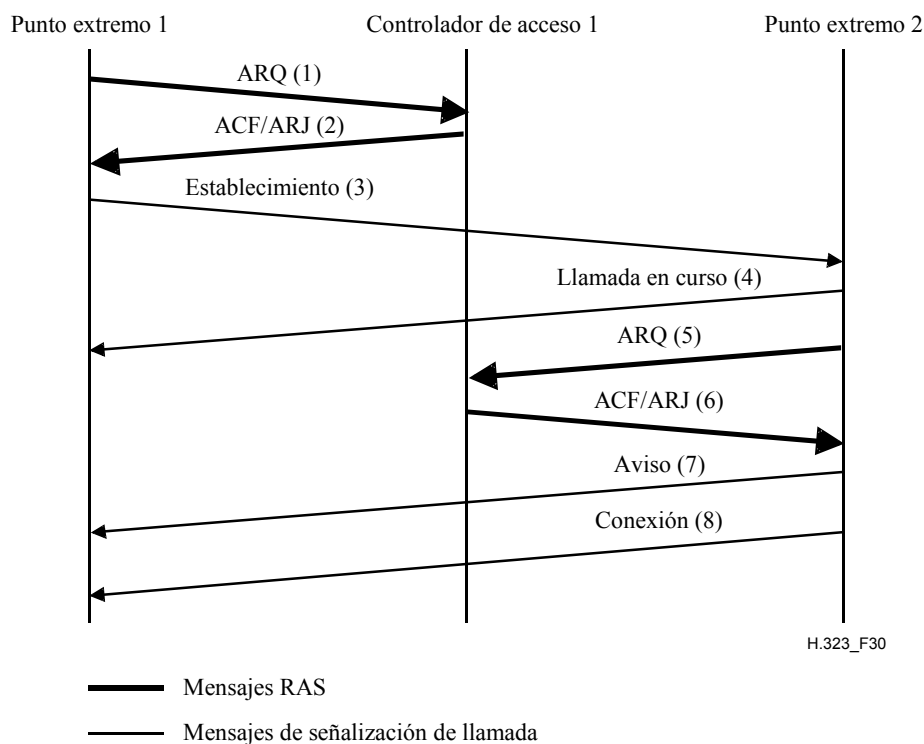 Punto extremo 1 Controlador de acceso 1 Punto extremo 2
ARQ (1)
ACF/ARJ (2)
Establecimiento (3)
Llamada en curso (4)
ARQ (5)
ACF/ARJ (6)
Aviso (7)
Conexión (8)
H.323_F30
Mensajes RAS
Mensajes de señalización de llamada